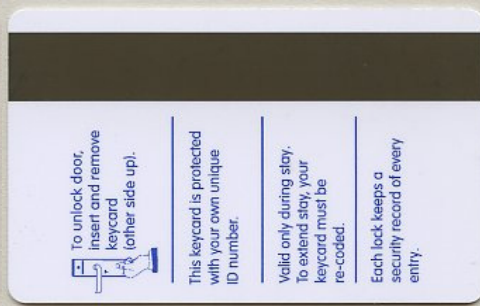 To unlock door,
insert and remove
keycard
(other side up).
This keycard is protected
with your own unique
ID number.
Valid only during stay.
To extend stay, your
keycard must be
re-coded.
Each lock keeps a
security record of every
entry.